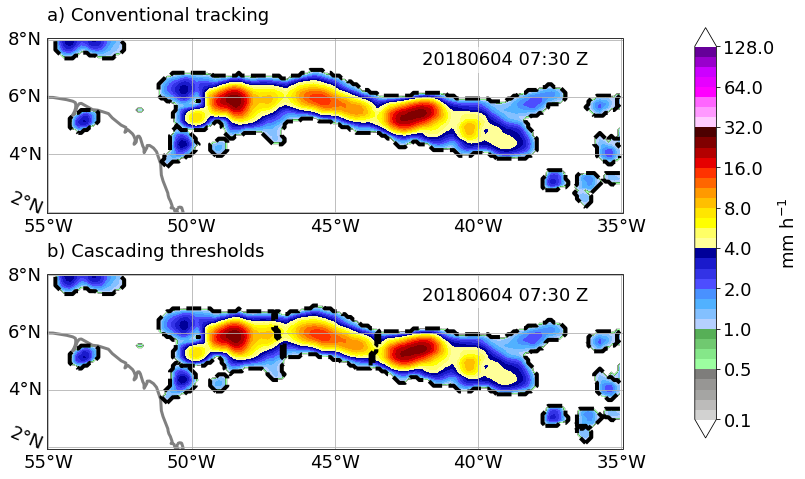 a) Conventional tracking
8°N
20180604 07:30 Z
6°N
4°N
2°N
55°W 50°W 45°W 40°W 35°W
b) Cascading thresholds
8°N
20180604 07:30 Z
6°N
4°N
2°N
55°W 50°W 45°W 40°W 35°W
128.0
64.0
32.0
16.0
8.0
4.0
2.0
1.0
0.5
0.1
mm h⁻¹